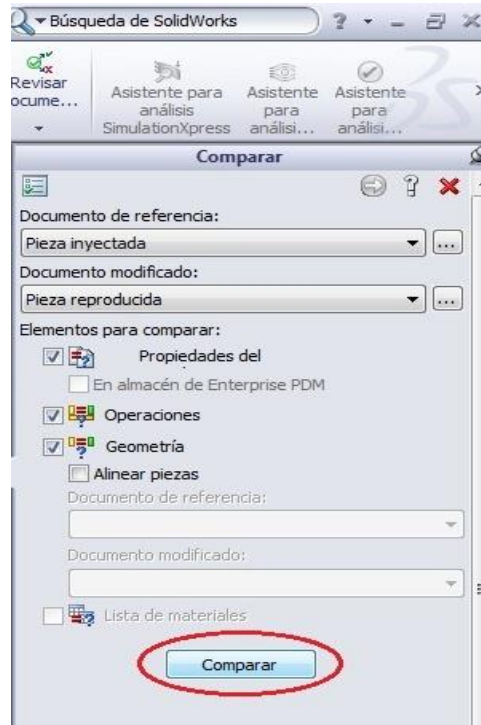 Búsqueda de SolidWorks
Revisar
ocume...
Asistente para
análisis
SimulationXpress
Asistente
para
análisi...
Asistente
para
análisi...
Comparar
Documento de referencia:
Pieza inyectada
...
Documento modificado:
Pieza reproducida
...
Elementos para comparar:
Propiedades del
En almacén de Enterprise PDM
Operaciones
Geometría
Alinear piezas
Documento de referencia:
Documento modificado:
Lista de materiales
Comparar